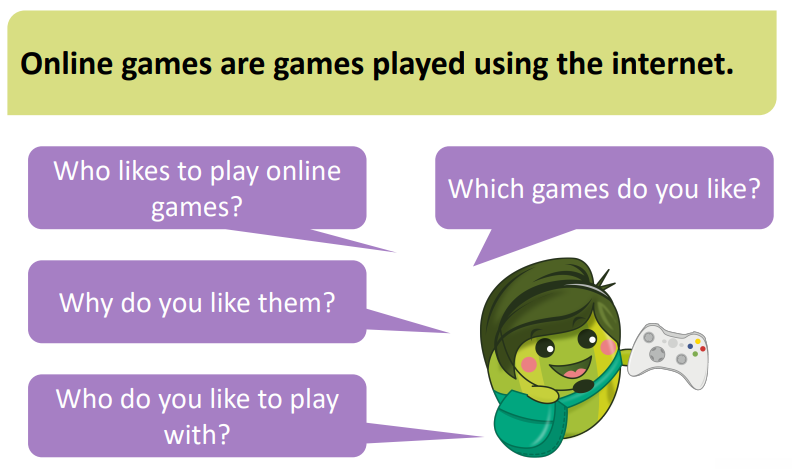 Online games are games played using the internet.
Who likes to play online
games?
Which games do you like?
Why do you like them?
Who do you like to play
with?